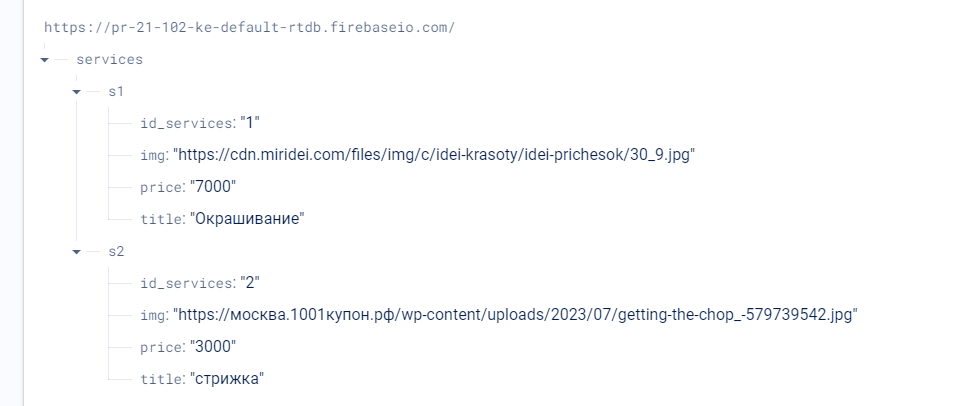 https://pr-21-102-ke-default-rtdb.firebaseio.com/
services
s1
id_services: "1"
img: "https://cdn.miridei.com/files/img/c/idei-krasoty/idei-prichesok/30_9.jpg"
price: "7000"
title: "Окрашивание"
s2
id_services: "2"
img: "https://москва.1001купон.рф/wp-content/uploads/2023/07/getting-the-chop_-579739542.jpg"
price: "3000"
title: "стрижка"